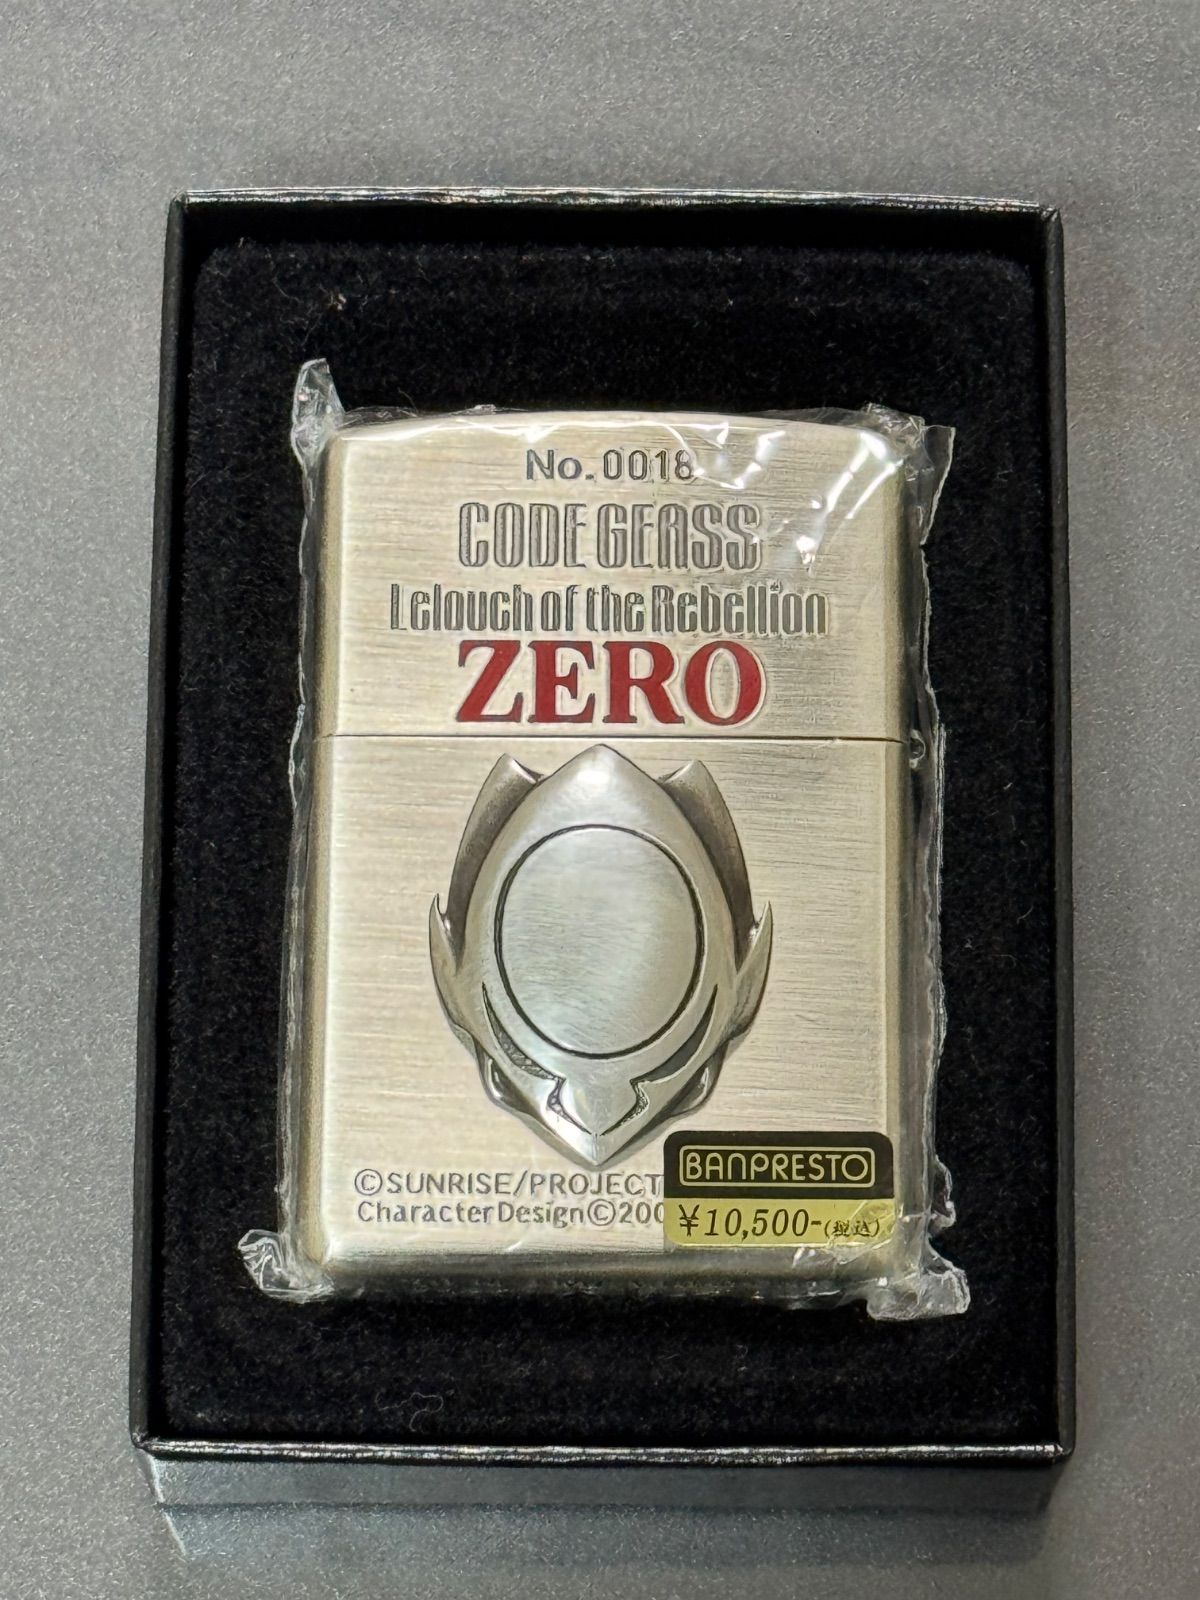 No.0018
CODE GEASS
Lelouch of the Rebellion
ZERO
©SUNRISE/PROJECT
Character Design©200
BANPRESTO
¥10,500-(税込)